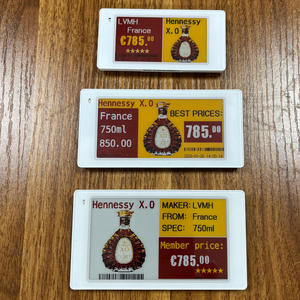 LVMH
France
€785.00
★★★★★
Hennessy
X.O
Hennessy X.O
France
750ml
850.00
BEST PRICES:
785.00
Hennessy X.O
MAKER: LVMH
FROM: France
SPEC: 750ml
Member price:
€785.00
★★★★★